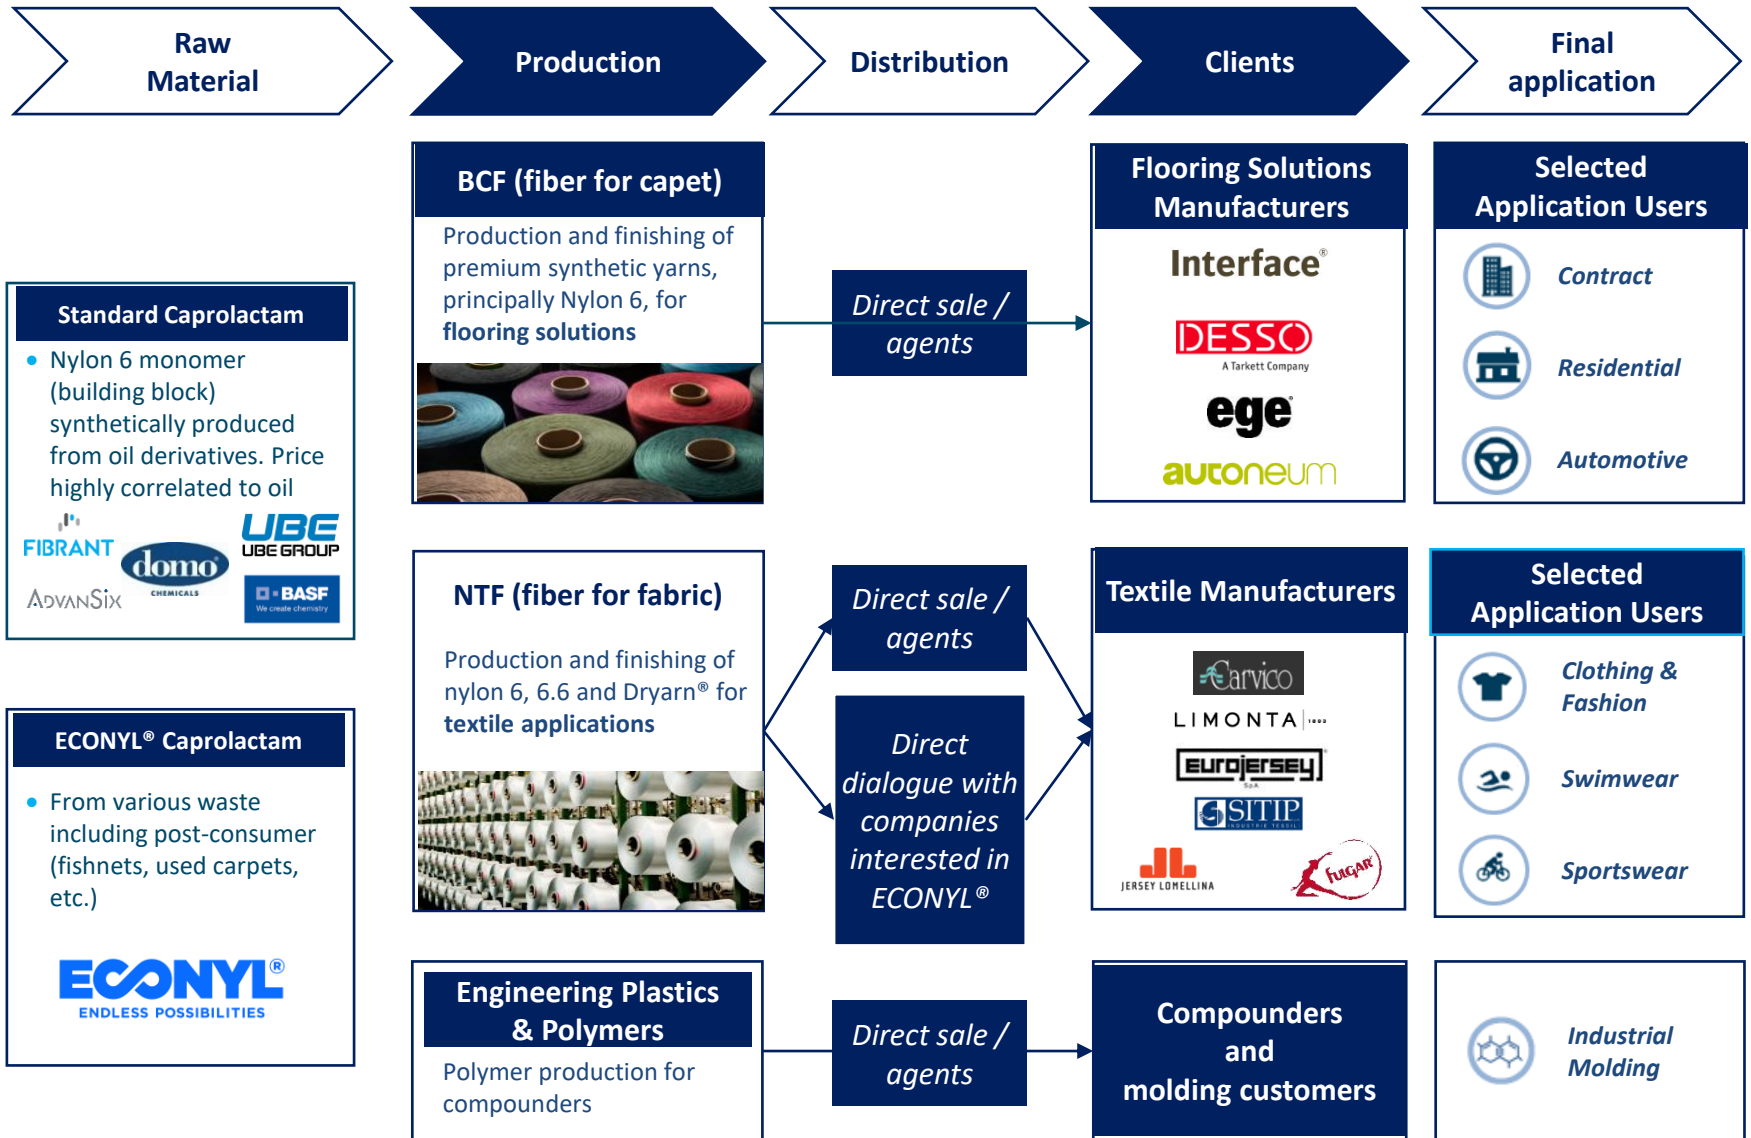 Raw
Material
Production
Distribution
Clients
Final
application
Standard Caprolactam
• Nylon 6 monomer
(building block)
synthetically produced
from oil derivatives. Price
highly correlated to oil
FIBRANT
domo
CHEMICALS
UBE
UBE GROUP
ADVANSIX
BASF
We create chemistry
ECONYL® Caprolactam
• From various waste
including post-consumer
(fishnets, used carpets,
etc.)
ECONYL®
ENDLESS POSSIBILITIES
BCF (fiber for capet)
Production and finishing of
premium synthetic yarns,
principally Nylon 6, for
flooring solutions
Direct sale /
agents
Flooring Solutions
Manufacturers
Interface®
DESSO
A Tarkett Company
ege
autoneum
Selected
Application Users
Contract
Residential
Automotive
NTF (fiber for fabric)
Production and finishing of
nylon 6, 6.6 and Dryarn® for
textile applications
Direct sale /
agents
Direct
dialogue with
companies
interested in
ECONYL®
Textile Manufacturers
Carvico
LIMONTA 1893
eurojersey
S.p.A.
SITIP
INDUSTRIE TESSILI
JERSEY LOMELLINA
FULGAR
Selected
Application Users
Clothing &
Fashion
Swimwear
Sportswear
Engineering Plastics
& Polymers
Polymer production for
compounders
Direct sale /
agents
Compounders
and
molding customers
Industrial
Molding